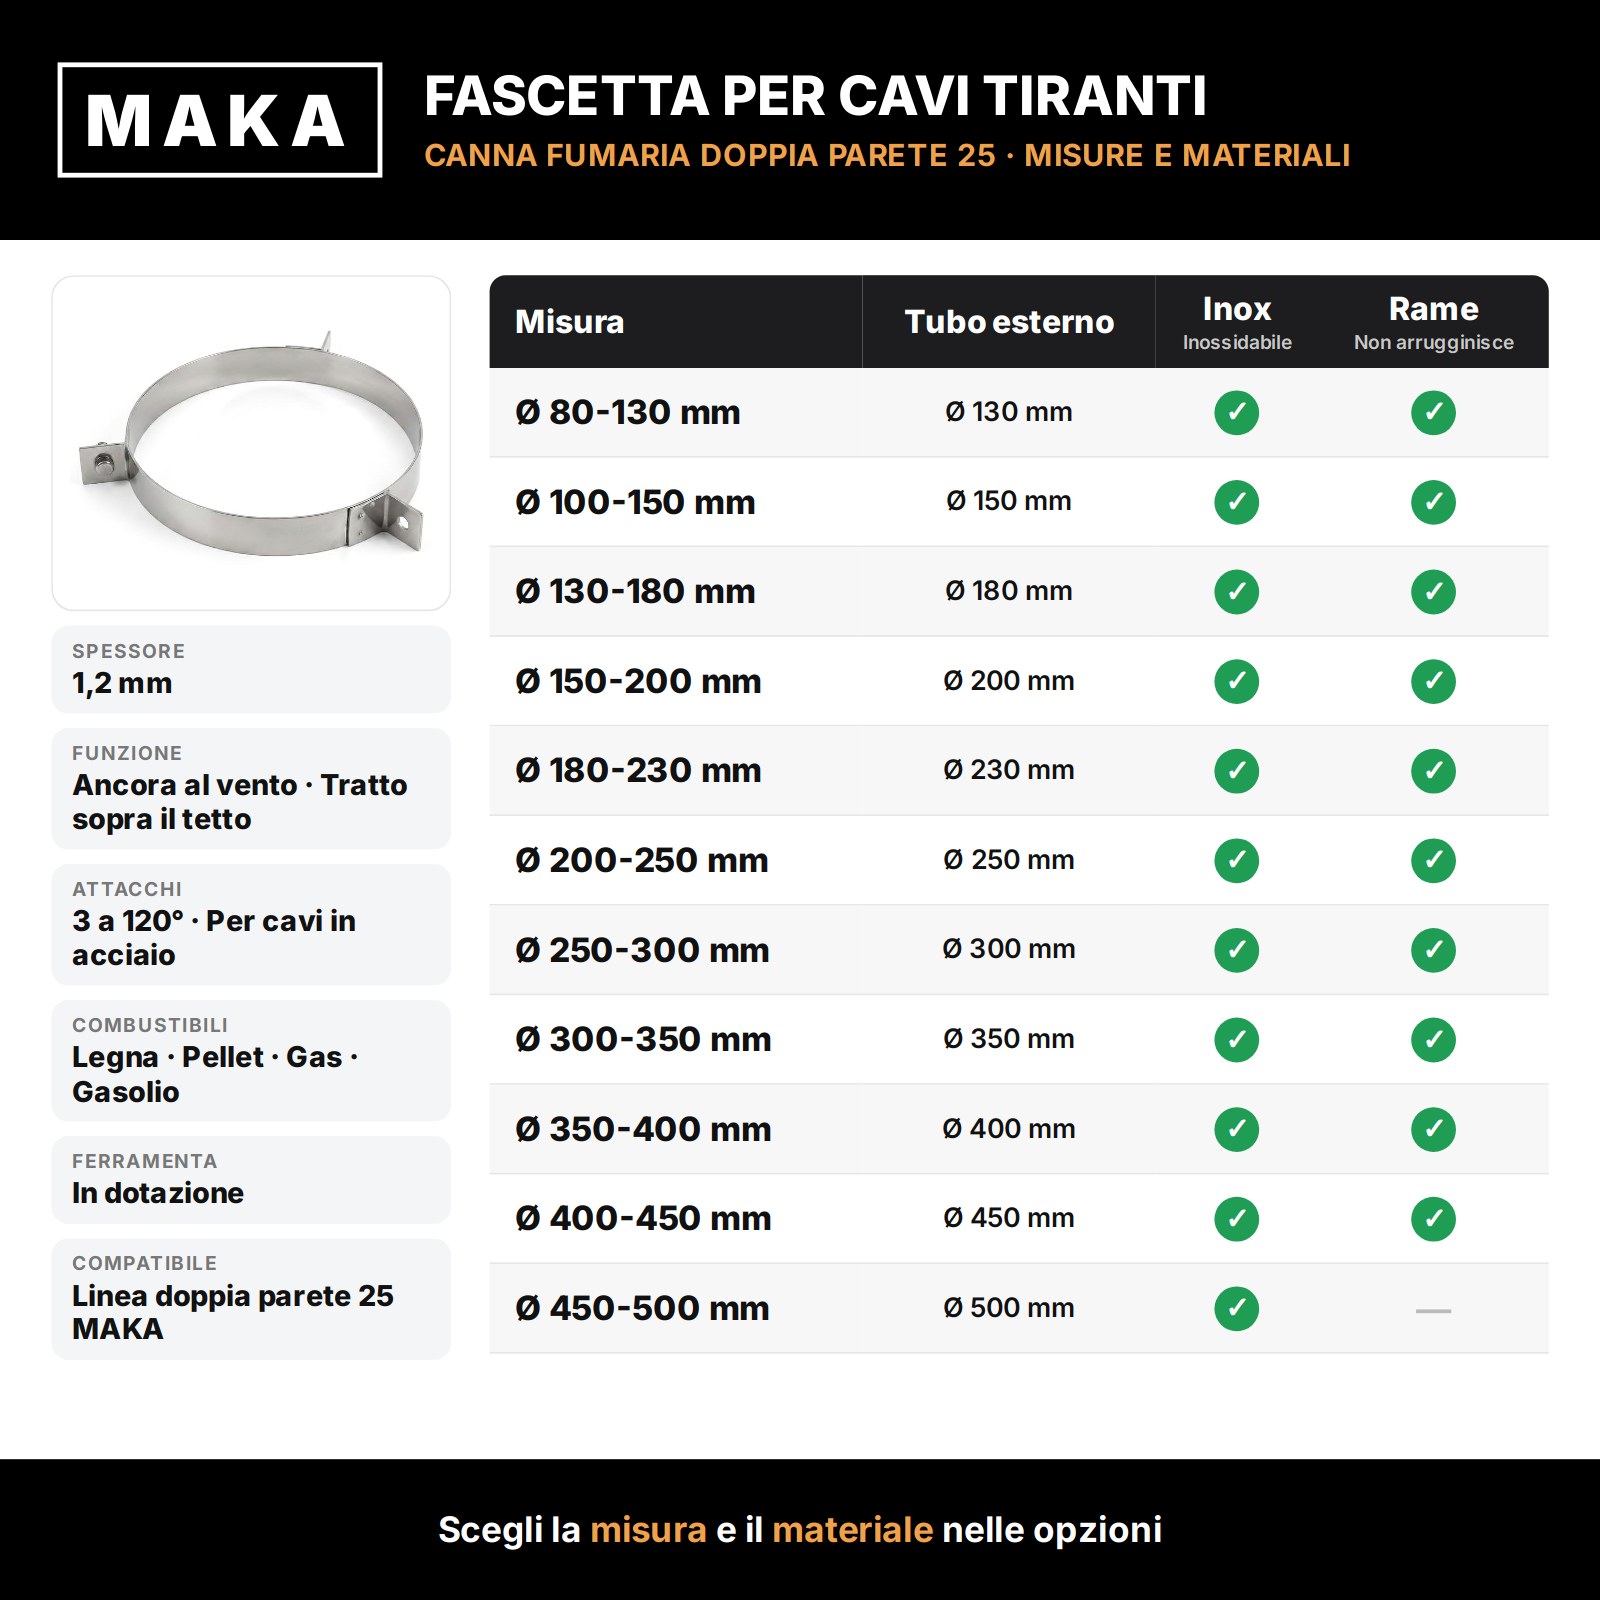 MAKA
FASCETTA PER CAVI TIRANTI
CANNA FUMARIA DOPPIA PARETE 25 · MISURE E MATERIALI
SPESSORE
1,2 mm
FUNZIONE
Ancora al vento · Tratto
sopra il tetto
ATTACCHI
3 a 120° · Per cavi in
acciaio
COMBUSTIBILI
Legna · Pellet · Gas ·
Gasolio
FERRAMENTA
In dotazione
COMPATIBILE
Linea doppia parete 25
MAKA
Misura Tubo esterno Inox Rame
Inossidabile Non arrugginisce
Ø 80-130 mm Ø 130 mm ✓ ✓
Ø 100-150 mm Ø 150 mm ✓ ✓
Ø 130-180 mm Ø 180 mm ✓ ✓
Ø 150-200 mm Ø 200 mm ✓ ✓
Ø 180-230 mm Ø 230 mm ✓ ✓
Ø 200-250 mm Ø 250 mm ✓ ✓
Ø 250-300 mm Ø 300 mm ✓ ✓
Ø 300-350 mm Ø 350 mm ✓ ✓
Ø 350-400 mm Ø 400 mm ✓ ✓
Ø 400-450 mm Ø 450 mm ✓ ✓
Ø 450-500 mm Ø 500 mm ✓ —
Scegli la misura e il materiale nelle opzioni